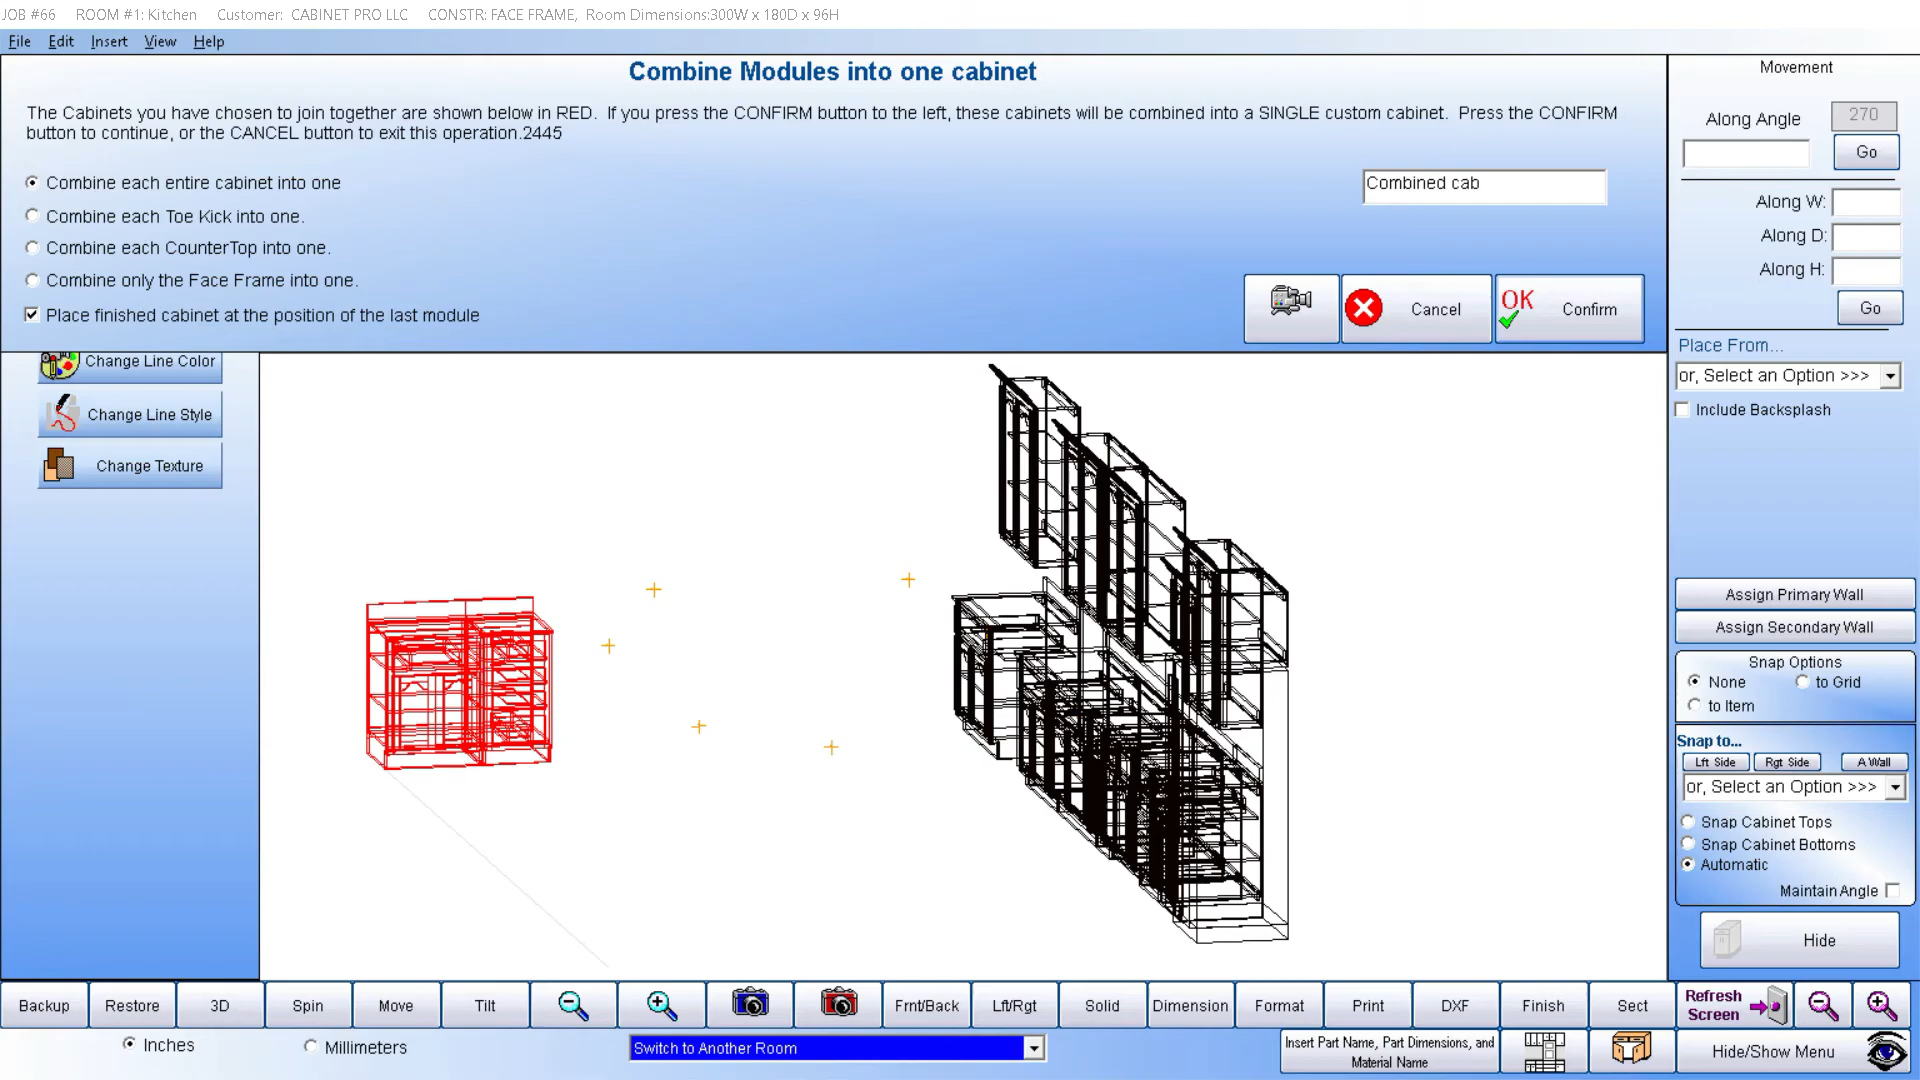 JOB #66 ROOM #1: Kitchen Customer: CABINET PRO LLC CONSTR: FACE FRAME, Room Dimensions:300W x 180D x 96H
File Edit Insert View Help
Combine Modules into one cabinet
The Cabinets you have chosen to join together are shown below in RED. If you press the CONFIRM button to the left, these cabinets will be combined into a SINGLE custom cabinet. Press the CONFIRM
button to continue, or the CANCEL button to exit this operation.2445
Combine each entire cabinet into one
Combined cab
Combine each Toe Kick into one.
Combine each CounterTop into one.
Combine only the Face Frame into one.
Place finished cabinet at the position of the last module
Cancel
OK Confirm
Change Line Color
Change Line Style
Change Texture
Movement
Along Angle 270
Go
Along W:
Along D:
Along H:
Go
Place From...
or, Select an Option >>>
Include Backsplash
Assign Primary Wall
Assign Secondary Wall
Snap Options
None to Grid
to Item
Snap to...
Lft Side Rgt Side A Wall
or, Select an Option >>>
Snap Cabinet Tops
Snap Cabinet Bottoms
Automatic
Maintain Angle
Hide
Backup Restore 3D Spin Move Tilt Frnt/Back Lft/Rgt Solid Dimension Format Print DXF Finish Sect
Refresh
Screen
Inches Millimeters
Switch to Another Room
Insert Part Name, Part Dimensions, and
Material Name
Hide/Show Menu